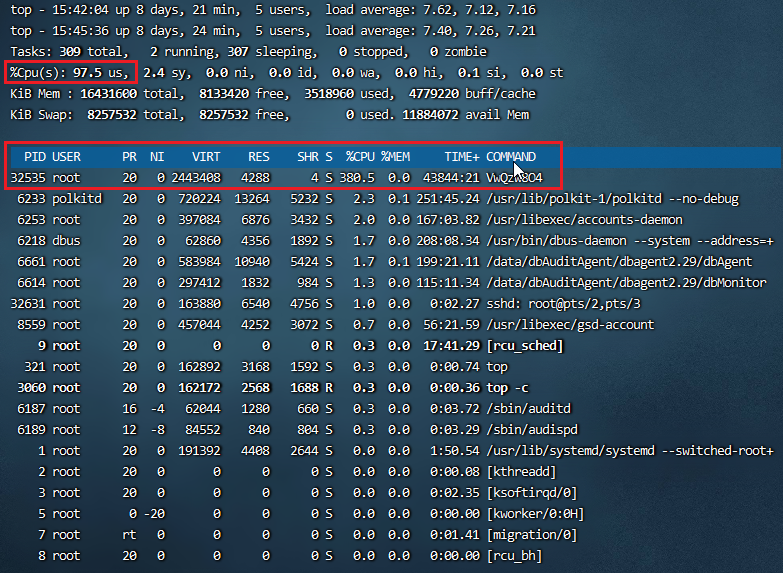 top - 15:42:04 up 8 days, 21 min,  5 users,  load average: 7.62, 7.12, 7.16
top - 15:45:36 up 8 days, 24 min,  5 users,  load average: 7.40, 7.26, 7.21
Tasks: 309 total,   2 running, 307 sleeping,   0 stopped,   0 zombie
%Cpu(s): 97.5 us,  2.4 sy,  0.0 ni,  0.0 id,  0.0 wa,  0.0 hi,  0.1 si,  0.0 st
KiB Mem : 16431600 total,  8133420 free,  3518960 used,  4779220 buff/cache
KiB Swap:  8257532 total,  8257532 free,        0 used. 11884072 avail Mem
PID USER      PR  NI    VIRT    RES    SHR S  %CPU %MEM     TIME+ COMMAND
32535 root      20   0 2443408   4288      4 S 380.5  0.0  43844:21 VwQzW8O4
6233 polkitd   20   0  720224  13264   5232 S   2.3  0.1 251:45.24 /usr/lib/polkit-1/polkitd --no-debug
6253 root      20   0  397084   6876   3432 S   2.0  0.0 167:03.82 /usr/libexec/accounts-daemon
6218 dbus      20   0   62860   4356   1892 S   1.7  0.0 208:08.34 /usr/bin/dbus-daemon --system --address=+
6661 root      20   0  583984  10940   5424 S   1.7  0.1 199:21.11 /data/dbAuditAgent/dbagent2.29/dbAgent
6614 root      20   0  297412   1832    984 S   1.3  0.0 115:11.34 /data/dbAuditAgent/dbagent2.29/dbMonitor
32631 root      20   0  163880   6540   4756 S   1.0  0.0   0:02.27 sshd: root@pts/2,pts/3
8559 root      20   0  457044   4252   3072 S   0.7  0.0  56:21.59 /usr/libexec/gsd-account
9 root      20   0       0      0      0 R   0.3  0.0  17:41.29 [rcu_sched]
321 root      20   0  162892   3168   1592 S   0.3  0.0   0:00.74 top
3060 root      20   0  162172   2568   1688 R   0.3  0.0   0:00.36 top -c
6187 root      16  -4   62044   1280    660 S   0.3  0.0   0:03.72 /sbin/auditd
6189 root      12  -8   84552    840    804 S   0.3  0.0   0:03.29 /sbin/audispd
1 root      20   0  191392   4408   2644 S   0.0  0.0   1:50.54 /usr/lib/systemd/systemd --switched-root+
2 root      20   0       0      0      0 S   0.0  0.0   0:00.08 [kthreadd]
3 root      20   0       0      0      0 S   0.0  0.0   0:02.35 [ksoftirqd/0]
5 root       0 -20       0      0      0 S   0.0  0.0   0:00.00 [kworker/0:0H]
7 root      rt   0       0      0      0 S   0.0  0.0   0:01.41 [migration/0]
8 root      20   0       0      0      0 S   0.0  0.0   0:00.00 [rcu_bh]